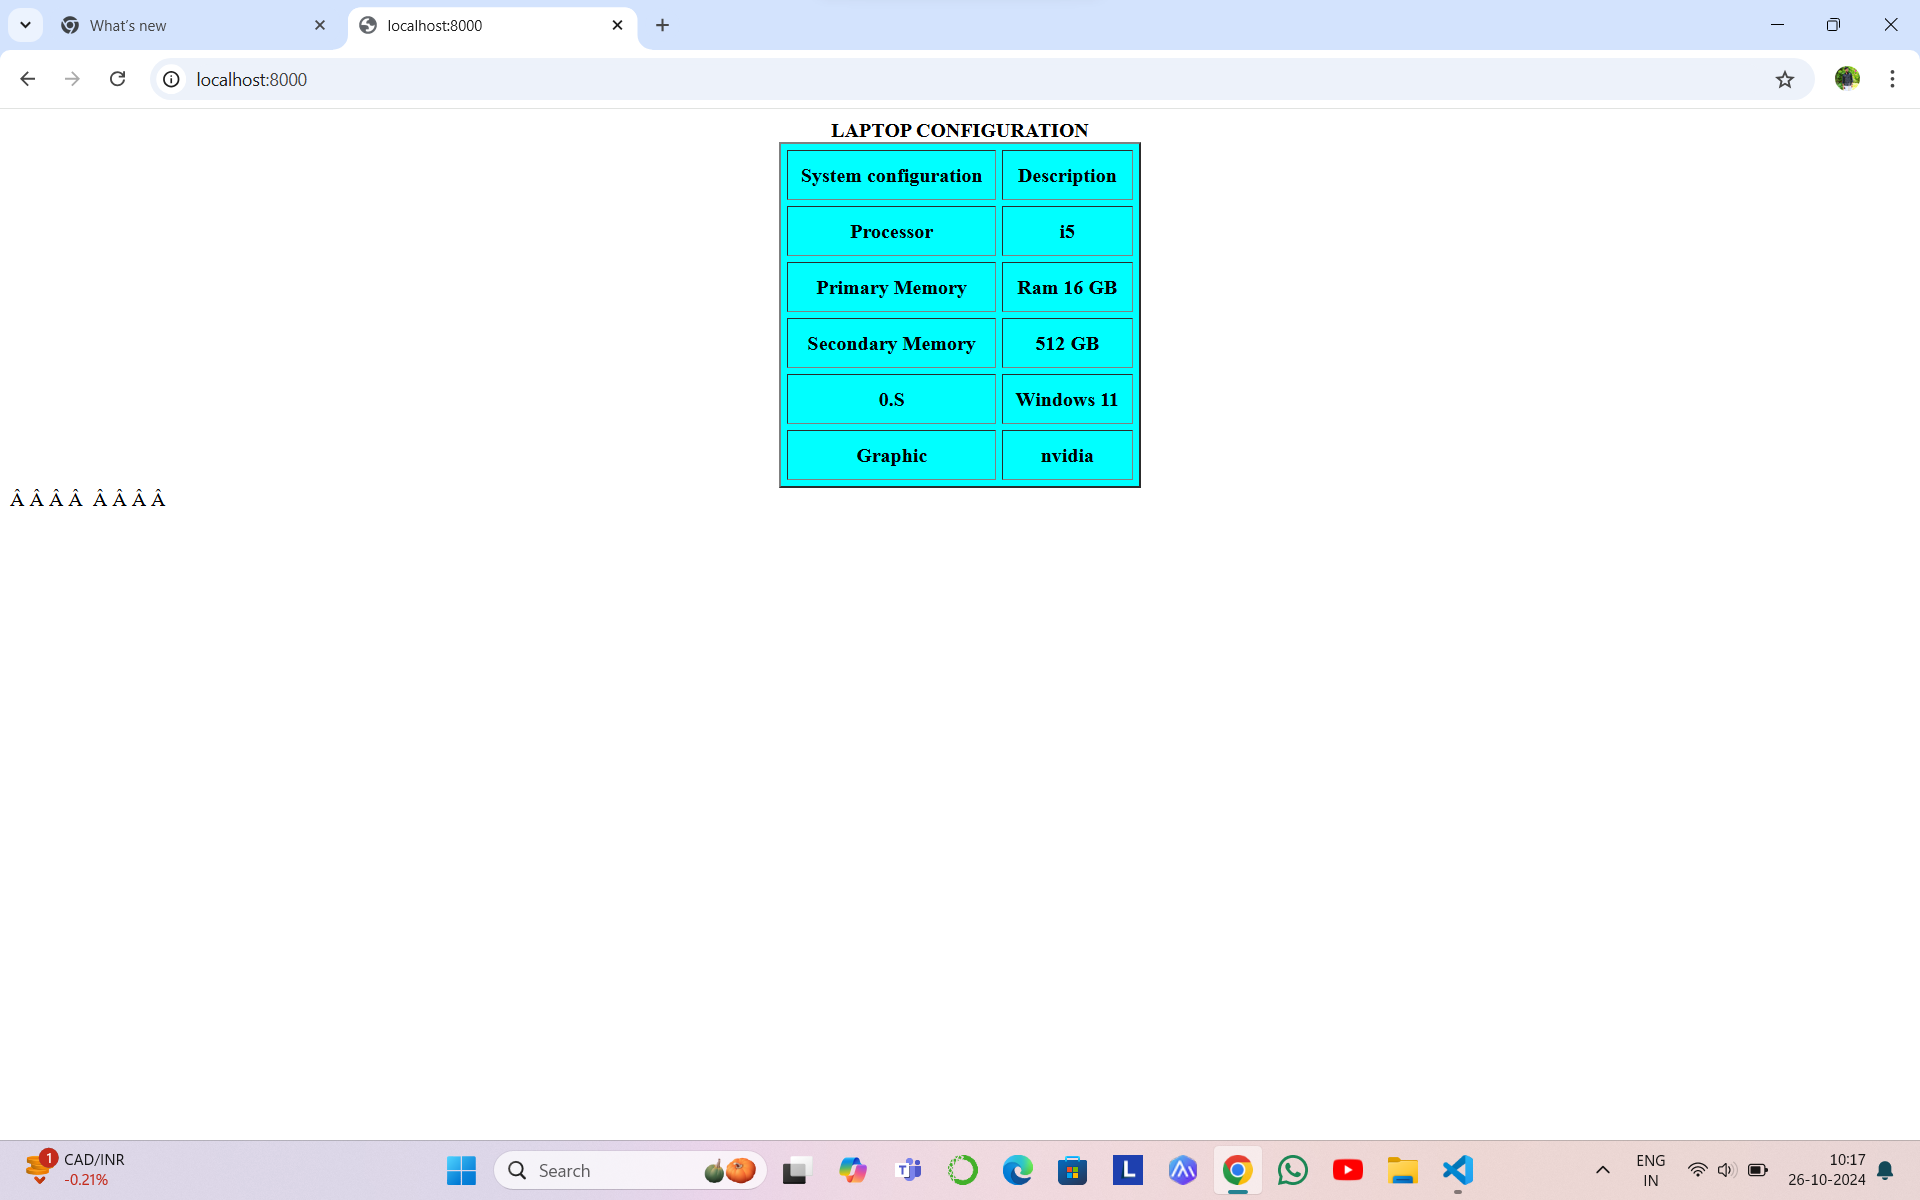 What's new
localhost:8000
localhost:8000
LAPTOP CONFIGURATION
System configuration Description
Processor i5
Primary Memory Ram 16 GB
Secondary Memory 512 GB
0.S Windows 11
Graphic nvidia
Â Â Â Â  Â Â Â Â
1
CAD/INR
-0.21%
Search
L
ENG
IN
10:17
26-10-2024